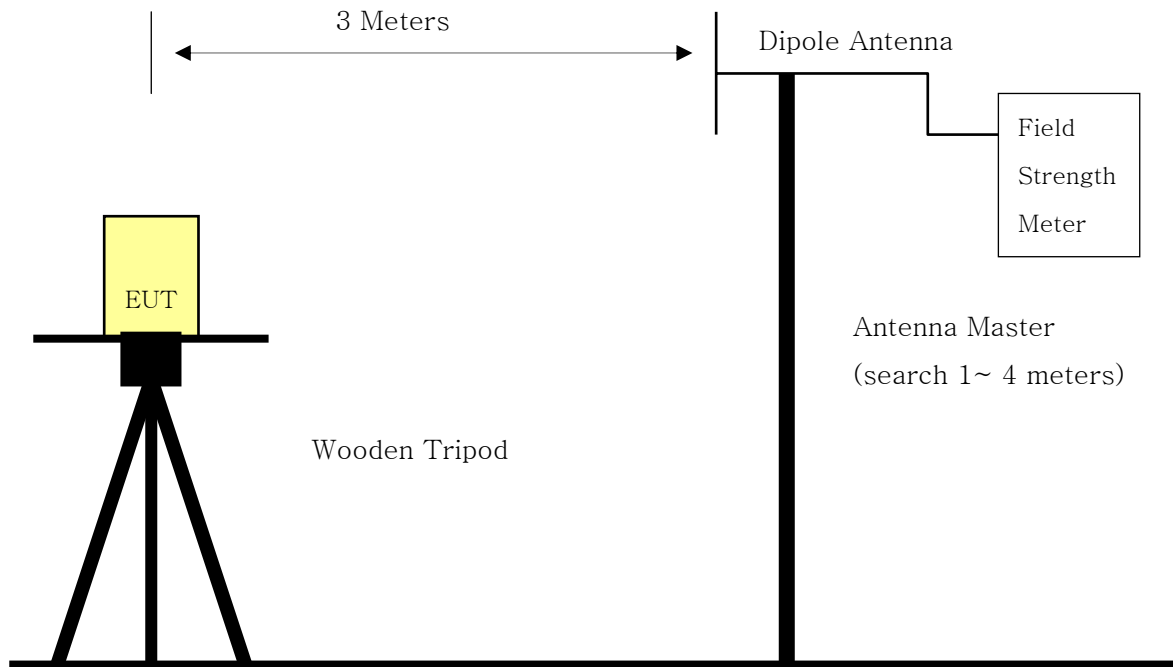 3 Meters
Dipole Antenna
Field
Strength
Meter
EUT
Antenna Master
(search 1~ 4 meters)
Wooden Tripod